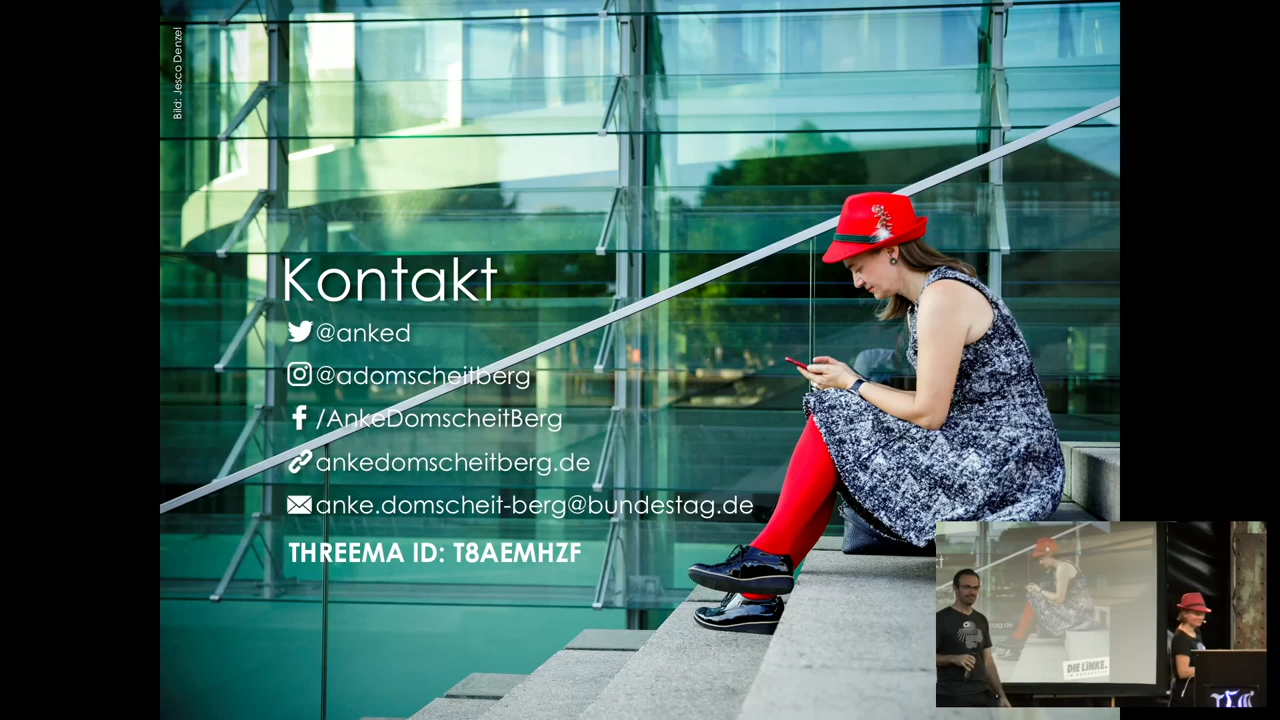 Bild: Jesco Denzel
Kontakt
@anked
@adomscheitberg
/AnkeDomscheitBerg
ankedomscheitberg.de
anke.domscheit-berg@bundestag.de
THREEMA ID: T8AEMHZF
DIE LINKE.